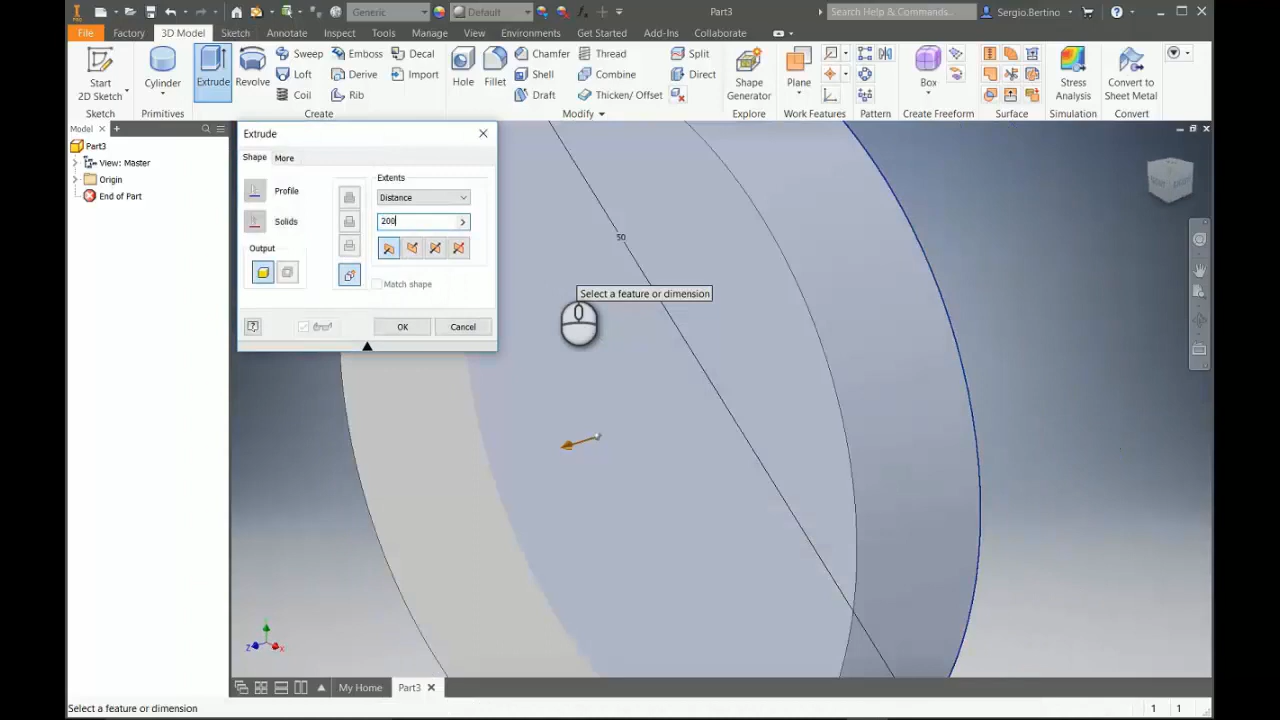 Generic
Default
Part3
Search Help & Commands...
Sergio.Bertino
File Factory 3D Model Sketch Annotate Inspect Tools Manage View Environments Get Started Add-Ins Collaborate
Start
2D Sketch
Cylinder
Extrude
Revolve
Sweep
Loft
Coil
Emboss
Derive
Rib
Decal
Import
Hole
Fillet
Chamfer
Shell
Draft
Thread
Combine
Thicken/ Offset
Split
Direct
Shape
Generator
Plane
Box
Stress
Analysis
Convert to
Sheet Metal
Sketch Primitives Create Modify Explore Work Features Pattern Create Freeform Surface Simulation Convert
Model
Part3
View: Master
Origin
End of Part
Extrude
Shape More
Profile
Solids
Output
Extents
Distance
200
Match shape
OK Cancel
50
Select a feature or dimension
Z X
My Home Part3
Select a feature or dimension 1 1